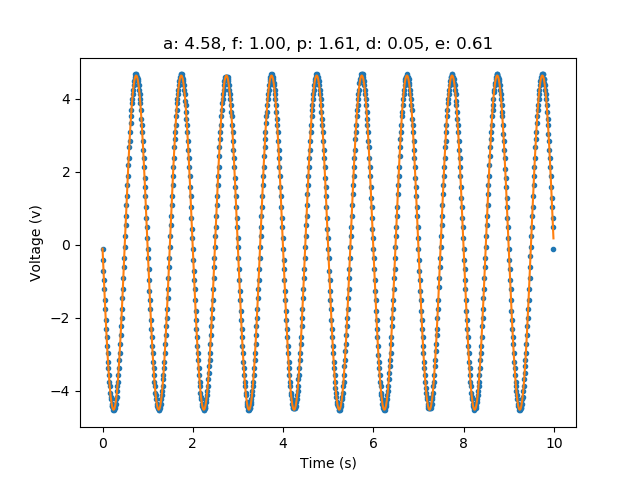 a: 4.58, f: 1.00, p: 1.61, d: 0.05, e: 0.61
Voltage (v)
4
2
0
−2
−4
0 2 4 6 8 10
Time (s)